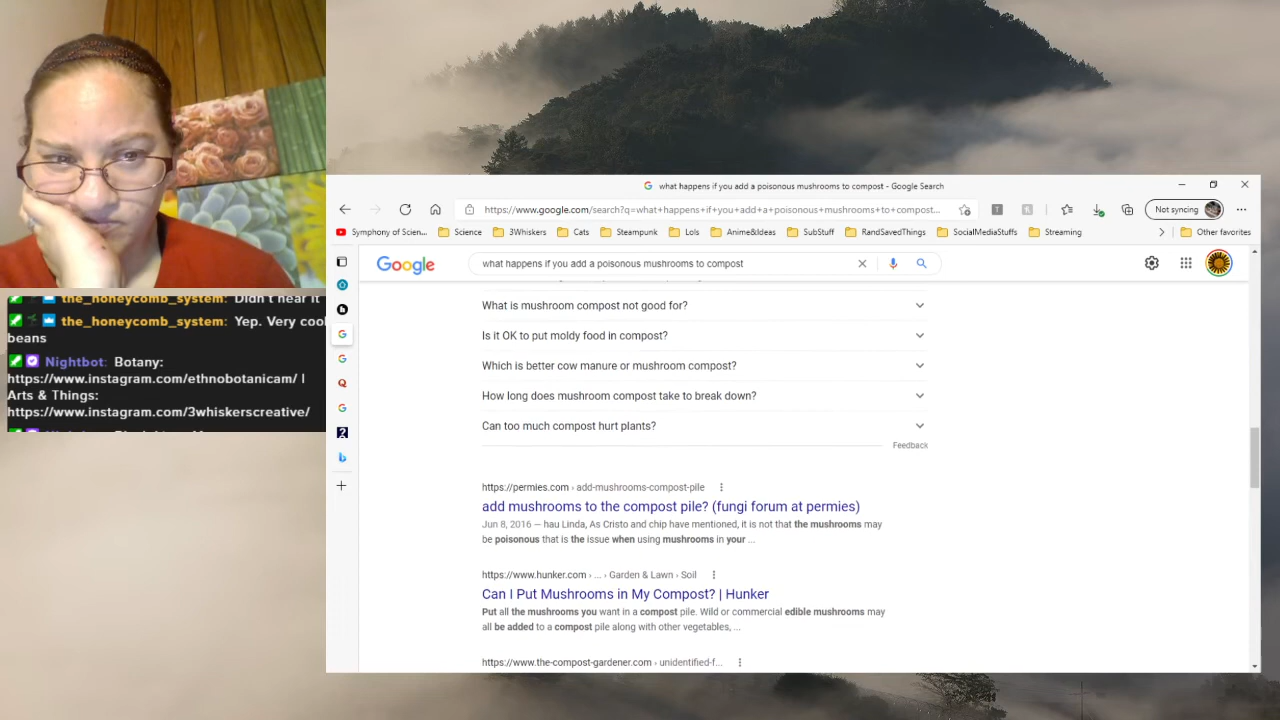 the_honeycomb_system: Didn't hear it
the_honeycomb_system: Yep. Very cool
beans
Nightbot: Botany:
https://www.instagram.com/ethnobotanicam/ |
Arts & Things:
https://www.instagram.com/3whiskerscreative/
what happens if you add a poisonous mushrooms to compost - Google Search
https://www.google.com/search?q=what+happens+if+you+add+a+poisonous+mushrooms+to+compost...
Not syncing
Symphony of Scien...
Science
3Whiskers
Cats
Steampunk
Lols
Anime&Ideas
SubStuff
RandSavedThings
SocialMediaStuffs
Streaming
Other favorites
Google
what happens if you add a poisonous mushrooms to compost
What is mushroom compost not good for?
Is it OK to put moldy food in compost?
Which is better cow manure or mushroom compost?
How long does mushroom compost take to break down?
Can too much compost hurt plants?
Feedback
https://permies.com › add-mushrooms-compost-pile
add mushrooms to the compost pile? (fungi forum at permies)
Jun 8, 2016 — hau Linda, As Cristo and chip have mentioned, it is not that the mushrooms may
be poisonous that is the issue when using mushrooms in your ...
https://www.hunker.com › ... › Garden & Lawn › Soil
Can I Put Mushrooms in My Compost? | Hunker
Put all the mushrooms you want in a compost pile. Wild or commercial edible mushrooms may
all be added to a compost pile along with other vegetables, ...
https://www.the-compost-gardener.com › unidentified-f...